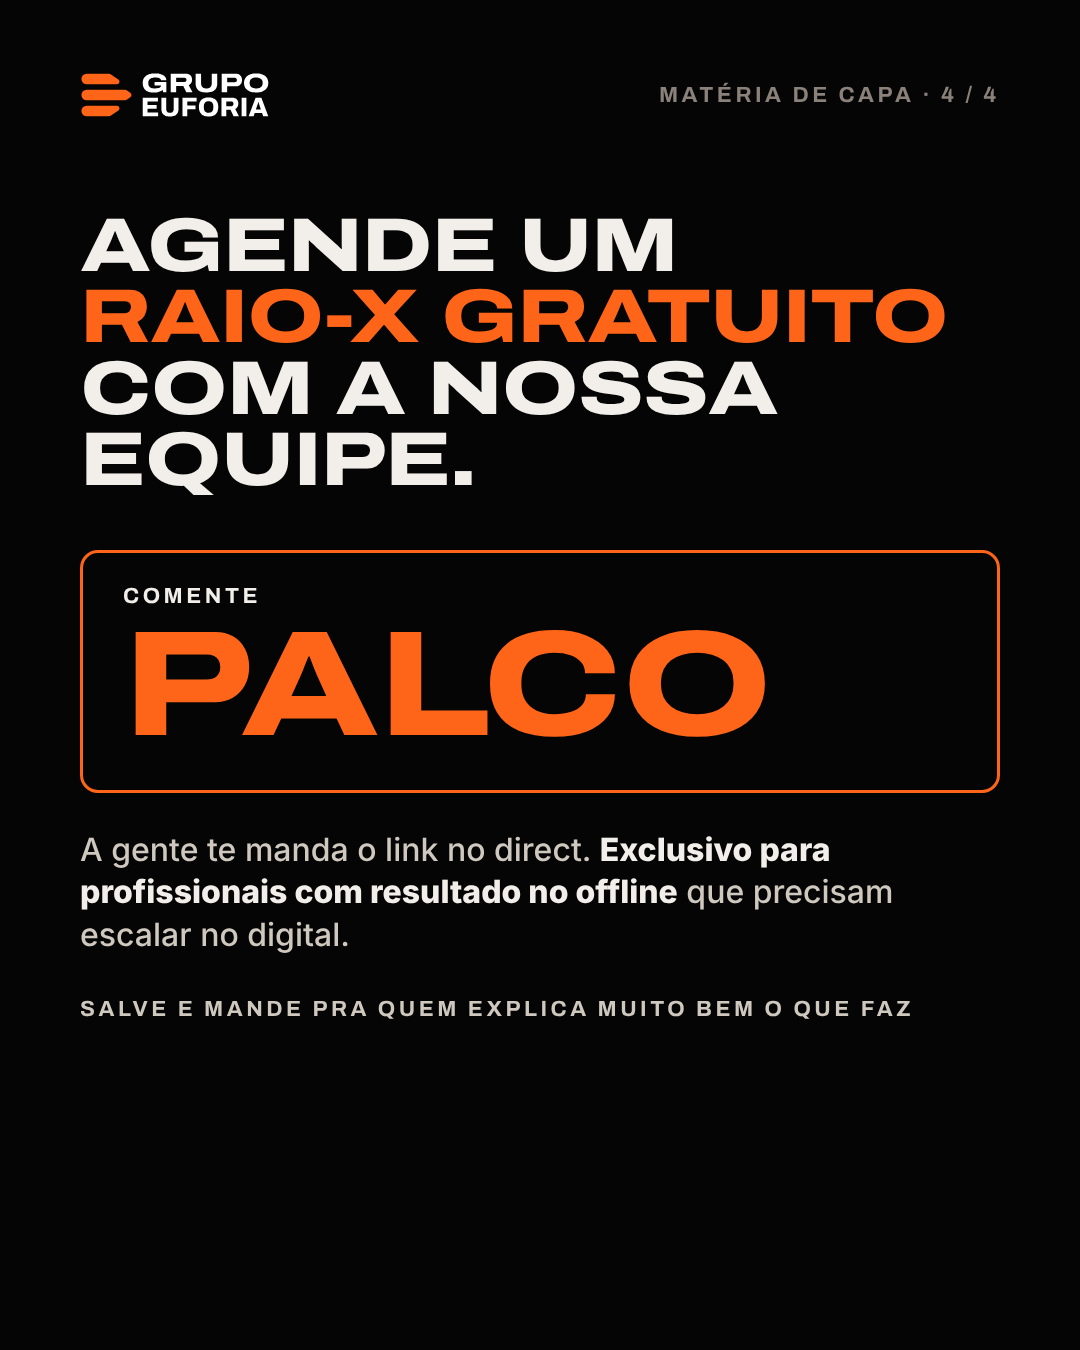 GRUPO
EUFORIA
MATÉRIA DE CAPA · 4 / 4
AGENDE UM
RAIO-X GRATUITO
COM A NOSSA
EQUIPE.
COMENTE
PALCO
A gente te manda o link no direct. Exclusivo para
profissionais com resultado no offline que precisam
escalar no digital.
SALVE E MANDE PRA QUEM EXPLICA MUITO BEM O QUE FAZ